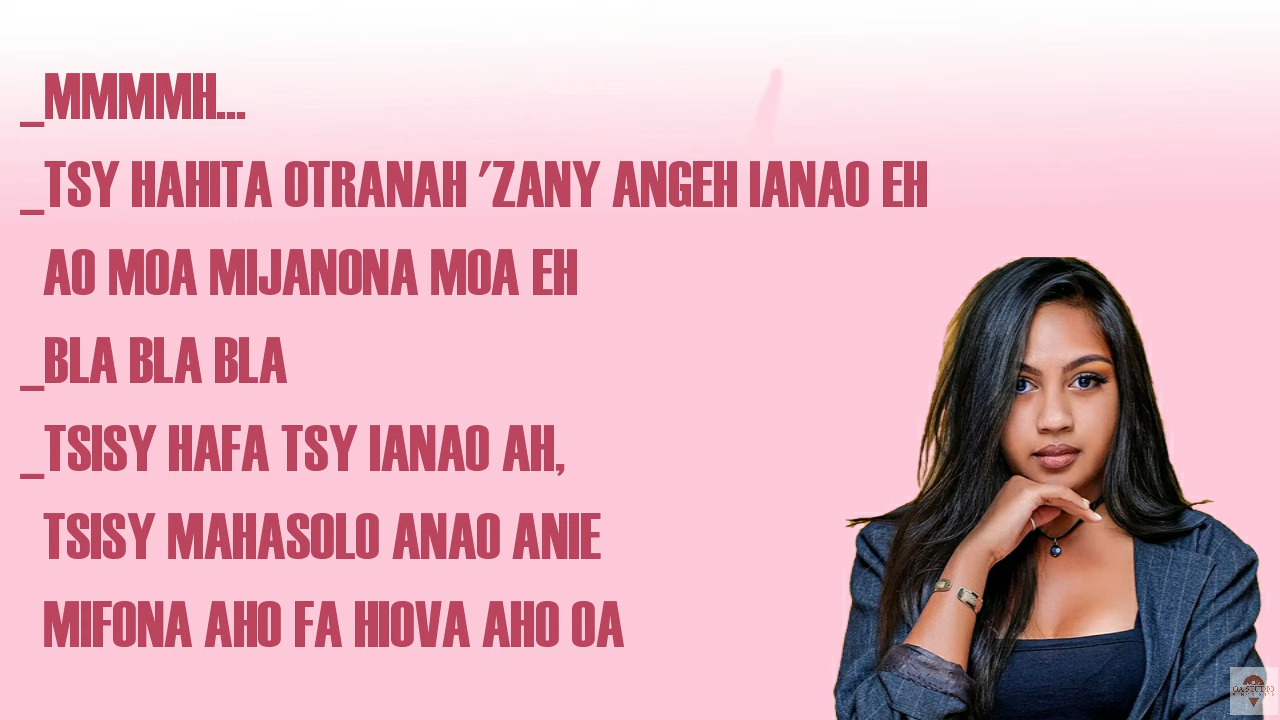 _MMMMH...
_TSY HAHITA OTRANAH 'ZANY ANGEH IANAO EH
AO MOA MIJANONA MOA EH
_BLA BLA BLA
_TSISY HAFA TSY IANAO AH,
TSISY MAHASOLO ANAO ANIE
MIFONA AHO FA HIOVA AHO OA